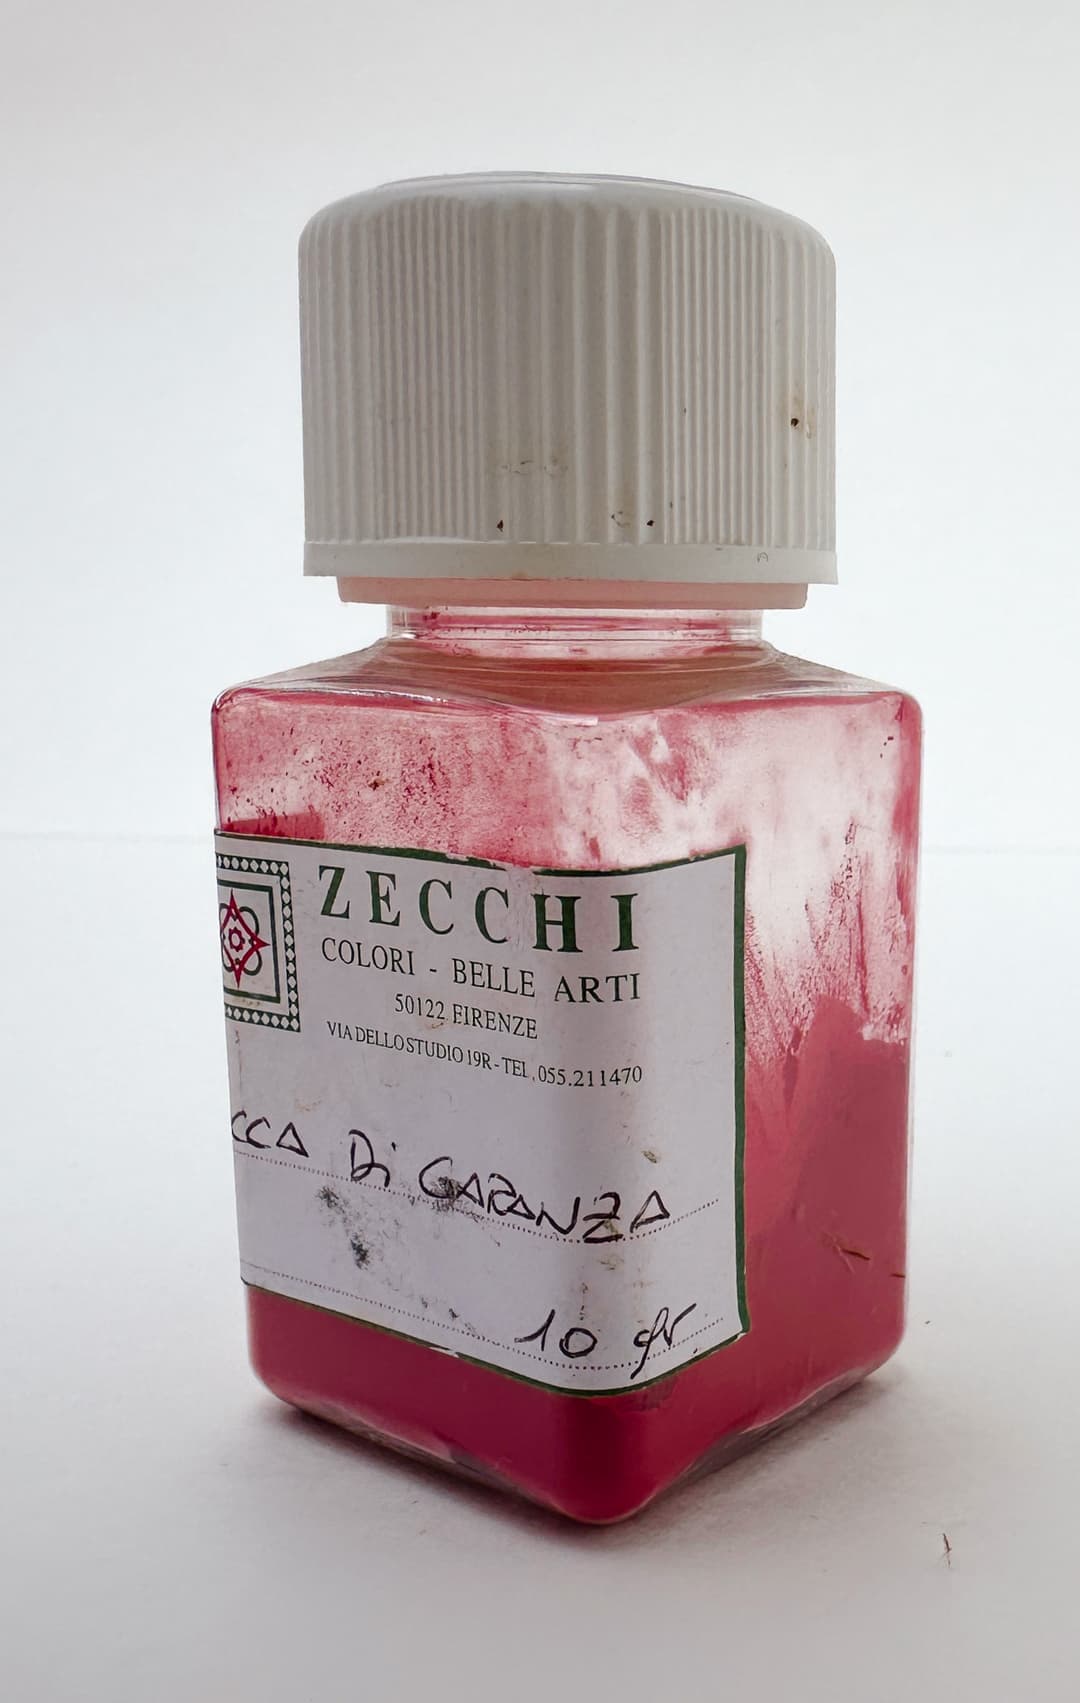 ZECCHI
COLORI - BELLE ARTI
50122 FIRENZE
VIA DELLO STUDIO 19R - TEL. 055.211470
CCA Di GARANZA
10 gr